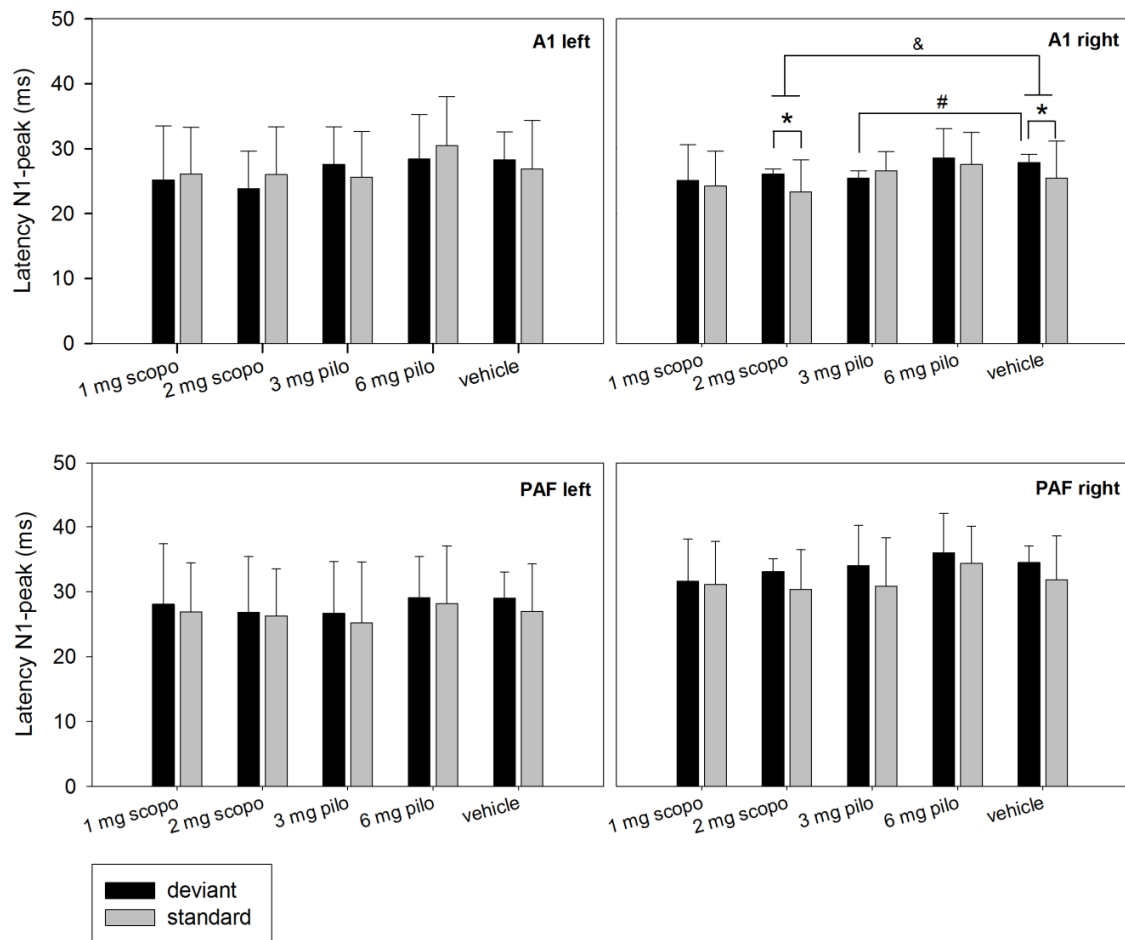 50
40
30
20
10
0
Latency N1-peak (ms)
A1 left
1 mg scopo
2 mg scopo
3 mg pilo
6 mg pilo
vehicle
A1 right
&
#
*
*
1 mg scopo
2 mg scopo
3 mg pilo
6 mg pilo
vehicle
50
40
30
20
10
0
Latency N1-peak (ms)
PAF left
1 mg scopo
2 mg scopo
3 mg pilo
6 mg pilo
vehicle
PAF right
1 mg scopo
2 mg scopo
3 mg pilo
6 mg pilo
vehicle
deviant
standard